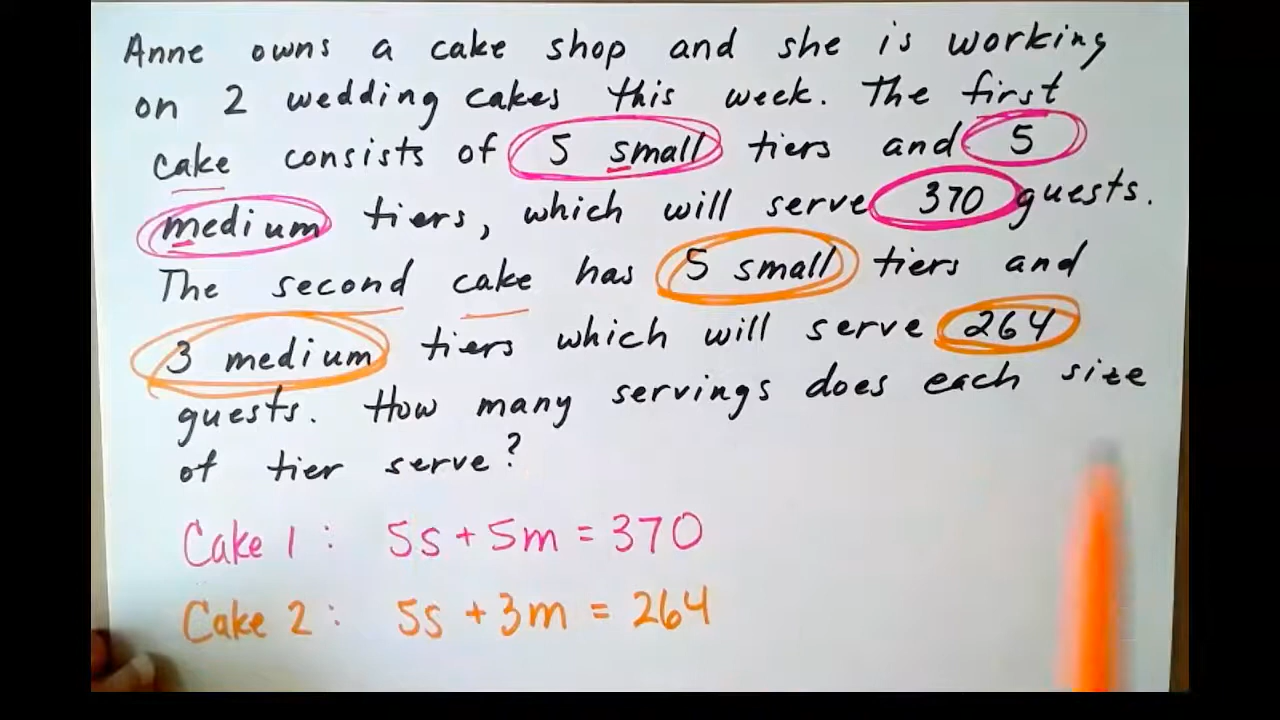 Anne owns a cake shop and she is working
on 2 wedding cakes this week. The first
cake consists of 5 small tiers and 5
medium tiers, which will serve 370 guests.
The second cake has 5 small tiers and
3 medium tiers which will serve 264
guests. How many servings does each size
of tier serve?
Cake 1: 5s + 5m = 370
Cake 2: 5s + 3m = 264